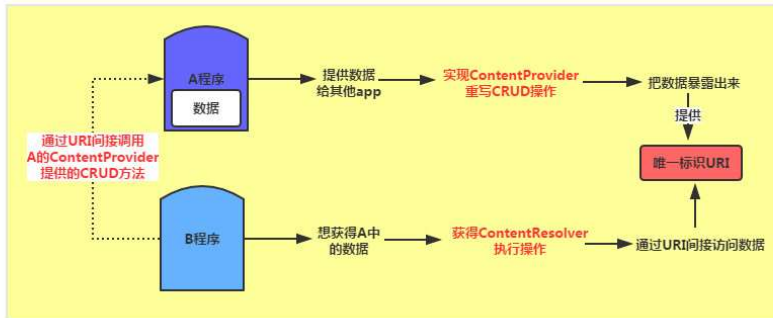 A程序
数据
提供数据
给其他app
实现ContentProvider
重写CRUD操作
把数据暴露出来
提供
唯一标识URI
通过URI间接调用
A的ContentProvider
提供的CRUD方法
B程序
想获得A中
的数据
获得ContentResolver
执行操作
通过URI间接访问数据